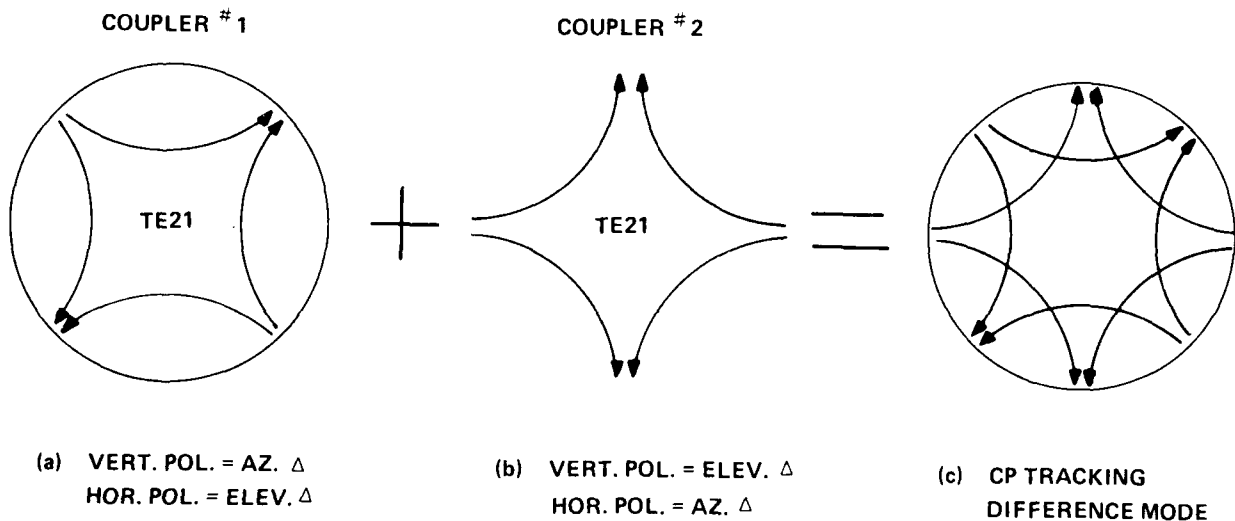 COUPLER #1
COUPLER #2
TE21
+
TE21
=
(a) VERT. POL. = AZ. Δ
HOR. POL. = ELEV. Δ
(b) VERT. POL. = ELEV. Δ
HOR. POL. = AZ. Δ
(c) CP TRACKING
DIFFERENCE MODE